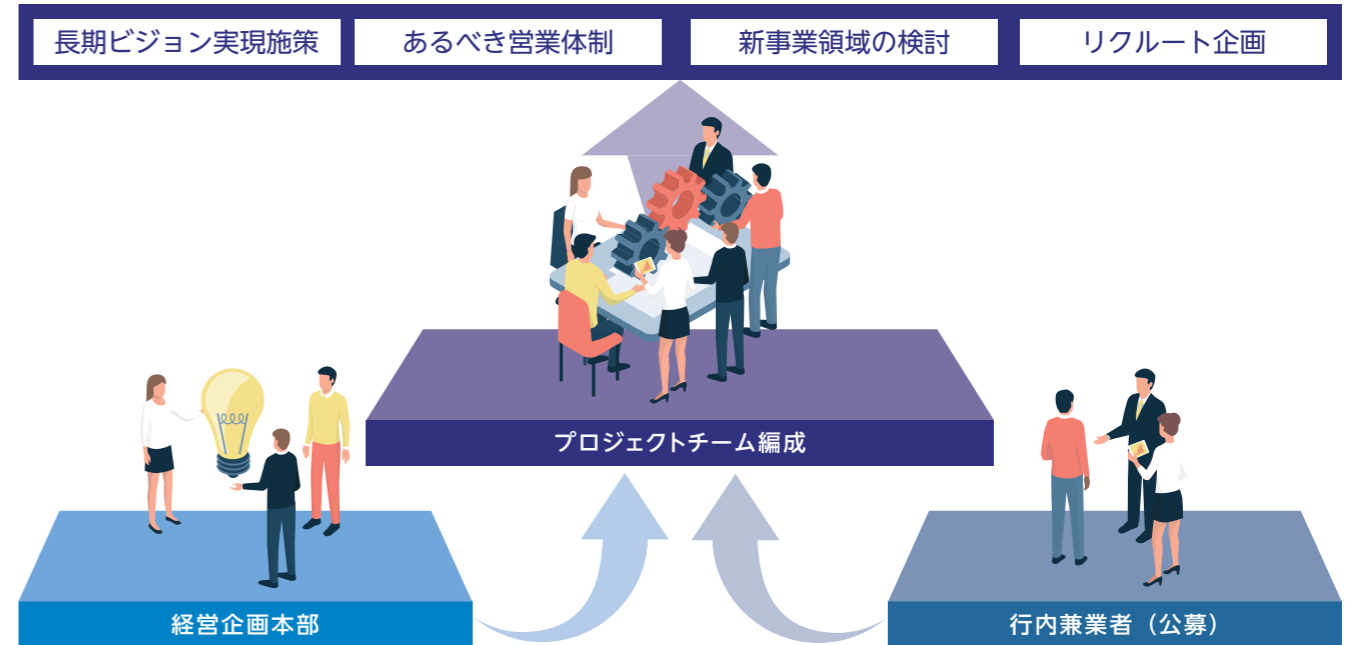 長期ビジョン実現施策
あるべき営業体制
新事業領域の検討
リクルート企画
プロジェクトチーム編成
経営企画本部
行内兼業者（公募）